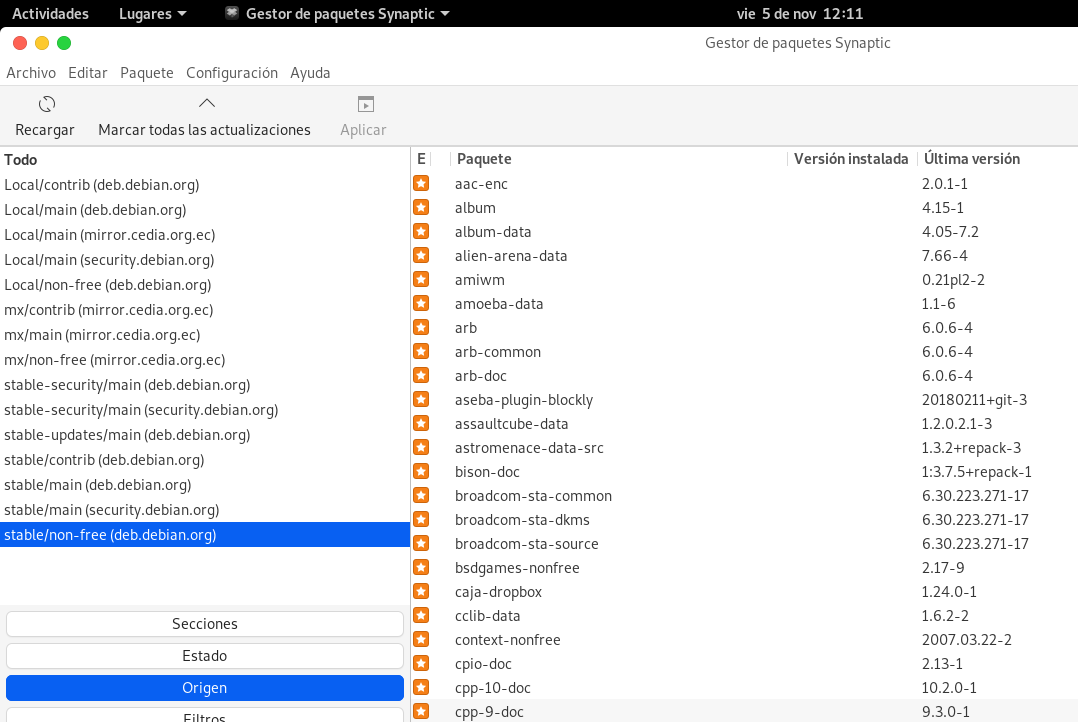 Actividades Lugares Gestor de paquetes Synaptic vie 5 de nov 12:11
Gestor de paquetes Synaptic
Archivo Editar Paquete Configuración Ayuda
Recargar Marcar todas las actualizaciones Aplicar
Todo
Local/contrib (deb.debian.org)
Local/main (deb.debian.org)
Local/main (mirror.cedia.org.ec)
Local/main (security.debian.org)
Local/non-free (deb.debian.org)
mx/contrib (mirror.cedia.org.ec)
mx/main (mirror.cedia.org.ec)
mx/non-free (mirror.cedia.org.ec)
stable-security/main (deb.debian.org)
stable-security/main (security.debian.org)
stable-updates/main (deb.debian.org)
stable/contrib (deb.debian.org)
stable/main (deb.debian.org)
stable/main (security.debian.org)
stable/non-free (deb.debian.org)
Secciones
Estado
Origen
Filtros
E Paquete Versión instalada Última versión
aac-enc 2.0.1-1
album 4.15-1
album-data 4.05-7.2
alien-arena-data 7.66-4
amiwm 0.21pl2-2
amoeba-data 1.1-6
arb 6.0.6-4
arb-common 6.0.6-4
arb-doc 6.0.6-4
aseba-plugin-blockly 20180211+git-3
assaultcube-data 1.2.0.2.1-3
astromenace-data-src 1.3.2+repack-3
bison-doc 1:3.7.5+repack-1
broadcom-sta-common 6.30.223.271-17
broadcom-sta-dkms 6.30.223.271-17
broadcom-sta-source 6.30.223.271-17
bsdgames-nonfree 2.17-9
caja-dropbox 1.24.0-1
cclib-data 1.6.2-2
context-nonfree 2007.03.22-2
cpio-doc 2.13-1
cpp-10-doc 10.2.0-1
cpp-9-doc 9.3.0-1